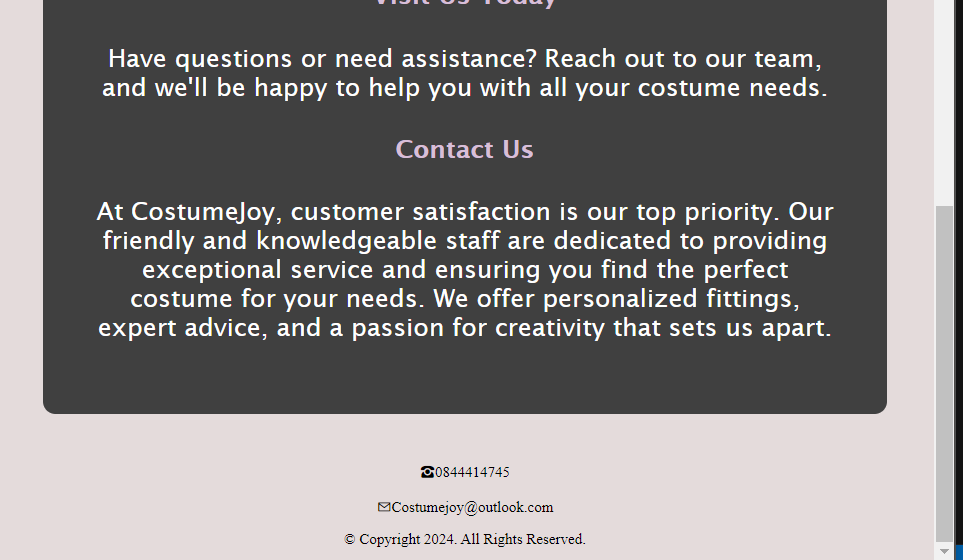 Visit Us Today
Have questions or need assistance? Reach out to our team,
and we'll be happy to help you with all your costume needs.
Contact Us
At CostumeJoy, customer satisfaction is our top priority. Our
friendly and knowledgeable staff are dedicated to providing
exceptional service and ensuring you find the perfect
costume for your needs. We offer personalized fittings,
expert advice, and a passion for creativity that sets us apart.
0844414745
Costumejoy@outlook.com
© Copyright 2024. All Rights Reserved.